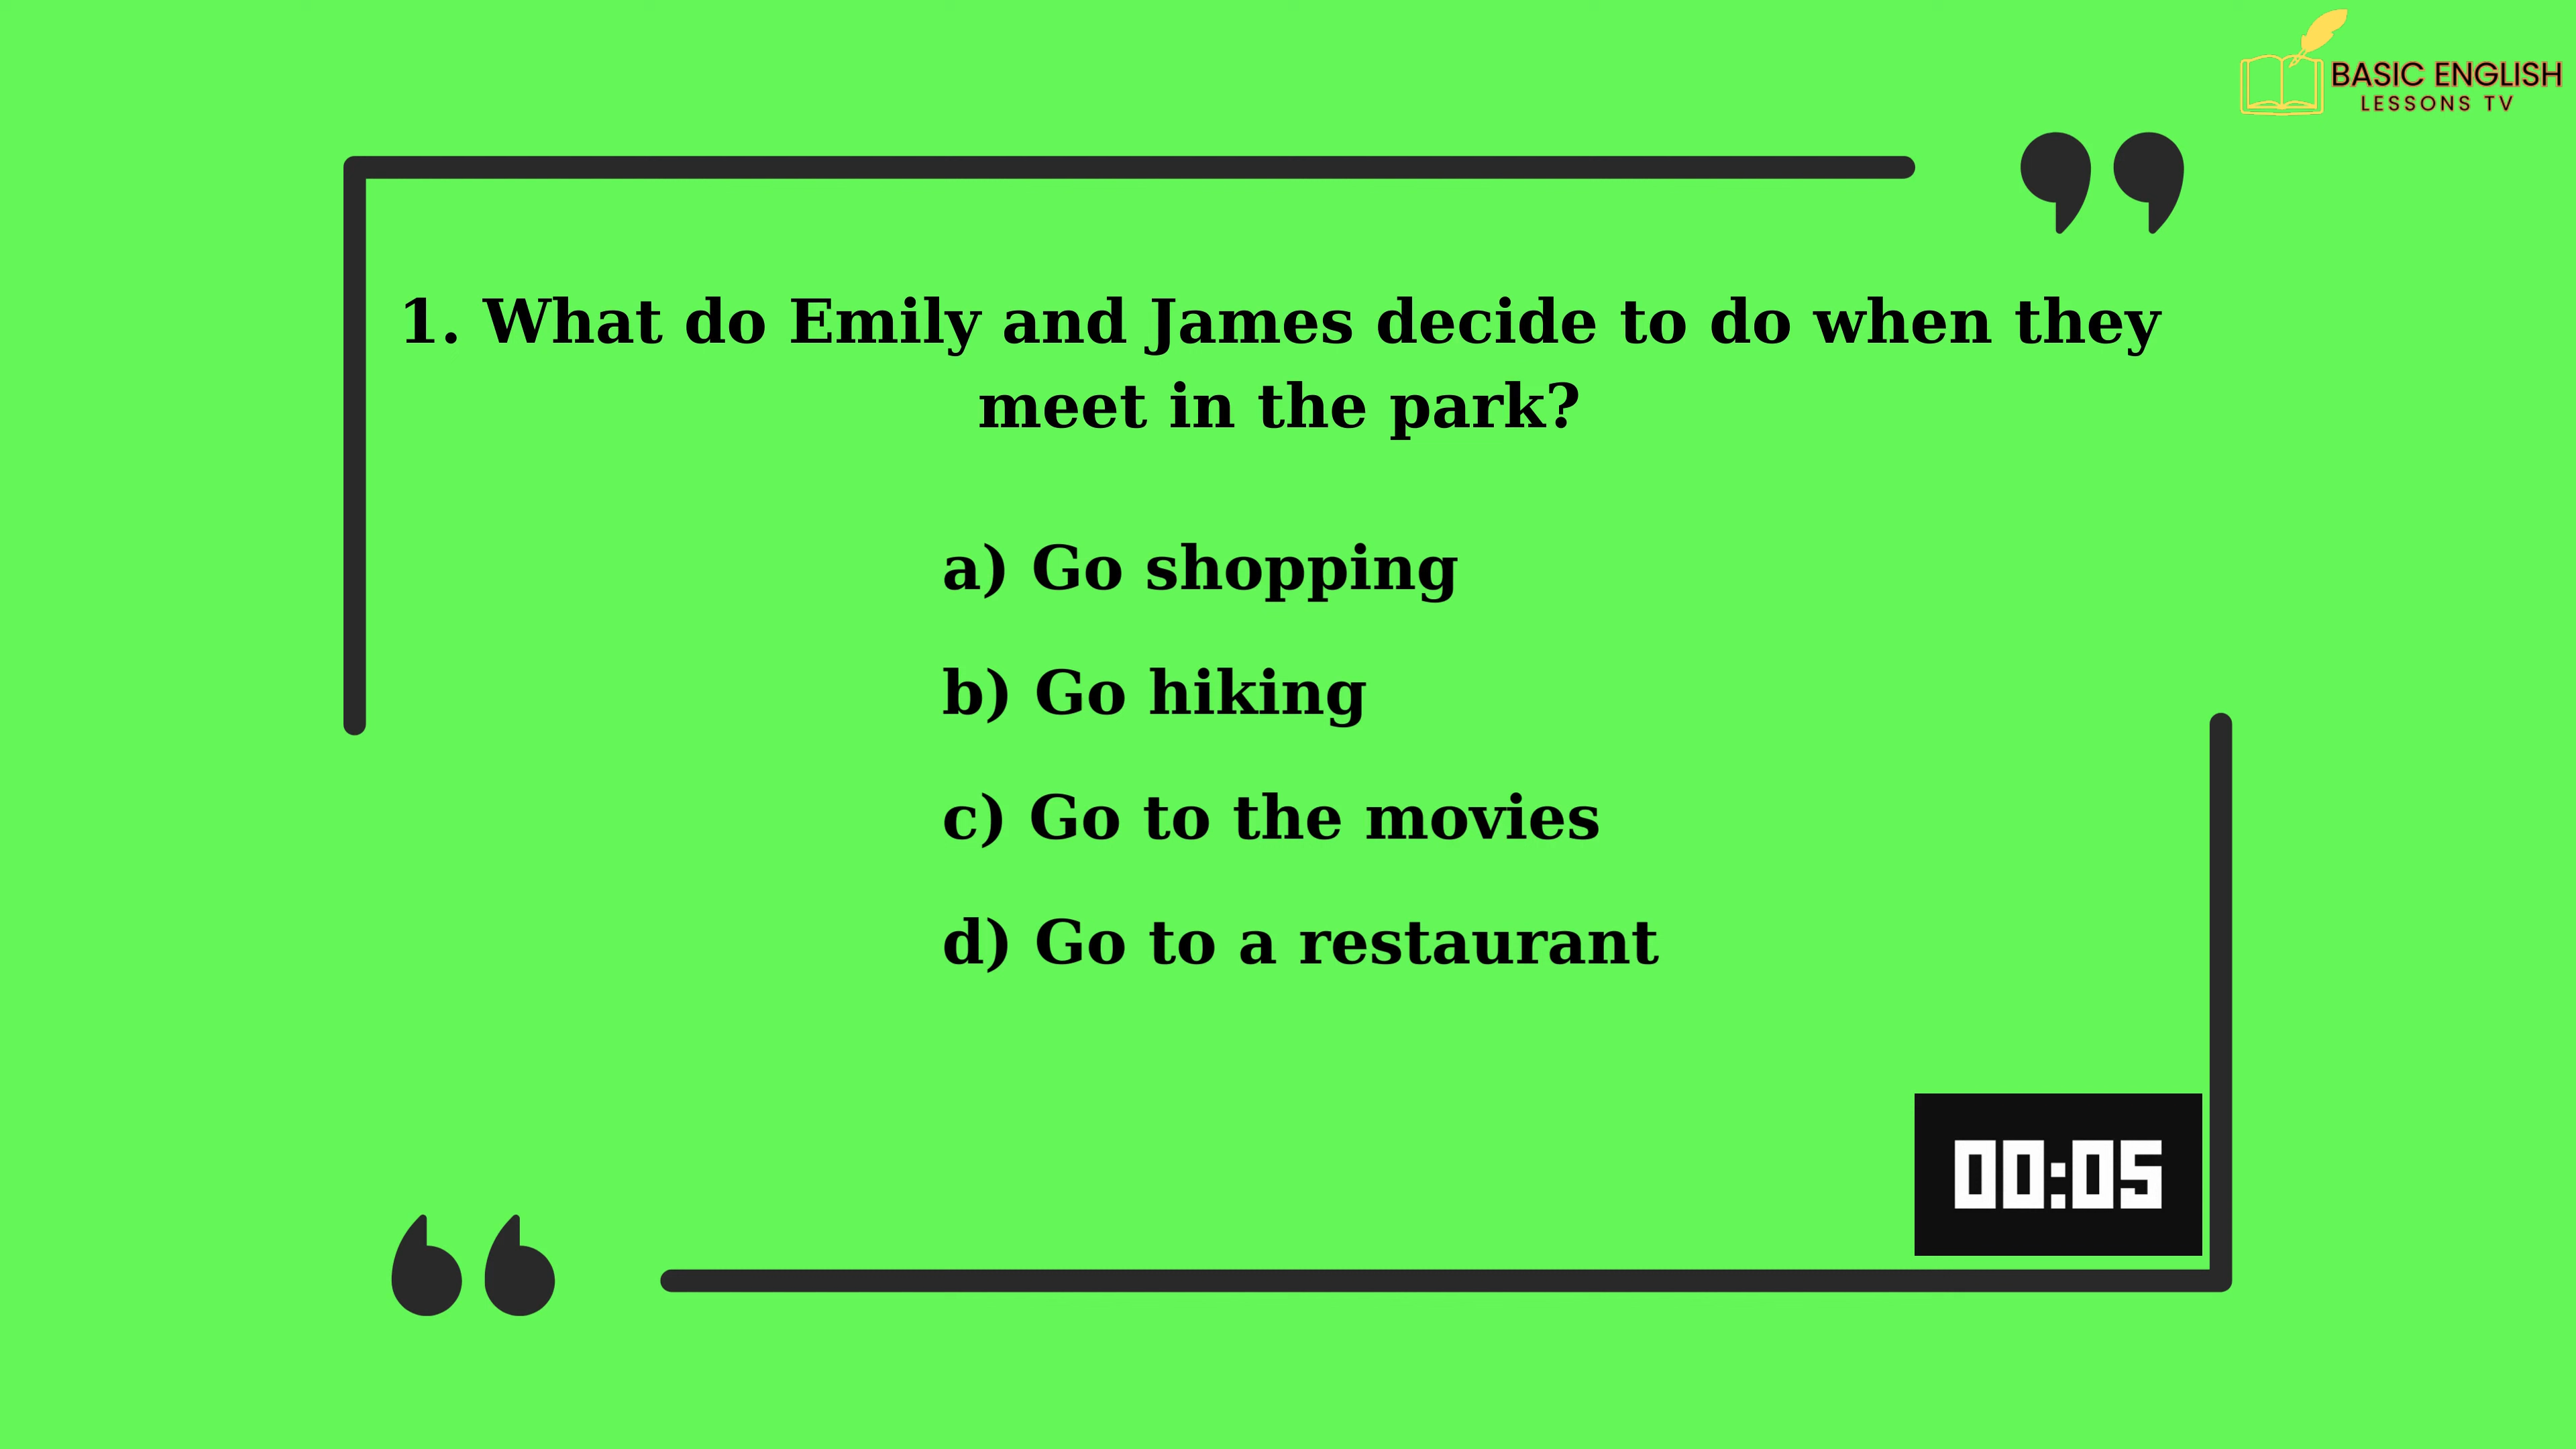 BASIC ENGLISH
LESSONS TV
1. What do Emily and James decide to do when they
meet in the park?
a) Go shopping
b) Go hiking
c) Go to the movies
d) Go to a restaurant
00:05